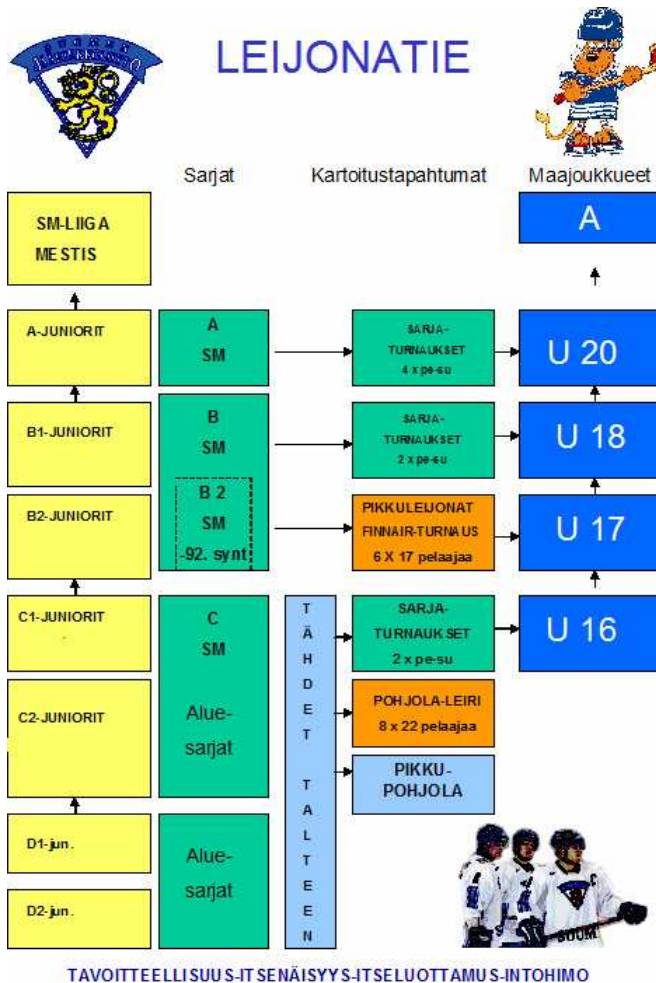 LEIJONATIE
Sarjat
Kartoitustapahtumat
Maajoukkueet
SM-LIIGA
MESTIS
A
A-JUNIORIT
A
SM
SARJA-
TURNAUKSET
4 x pe-su
U 20
B1-JUNIORIT
B
SM
SARJA-
TURNAUKSET
2 x pe-su
U 18
B2-JUNIORIT
B 2
SM
-92. synt
PIKKULEIJONAT
FINNAIR-TURNAUS
6 X 17 pelaajaa
U 17
C1-JUNIORIT
C
SM
TÄHDET TALTEEN
SARJA-
TURNAUKSET
2 x pe-su
U 16
C2-JUNIORIT
Alue-
sarjat
POHJOLA-LEIRI
8 x 22 pelaajaa
PIKKU-
POHJOLA
D1-jun.
D2-jun.
Alue-
sarjat
SUOMI
TAVOITTEELLISUUS-ITSENÄISYYS-ITSELUOTTAMUS-INTOHIMO